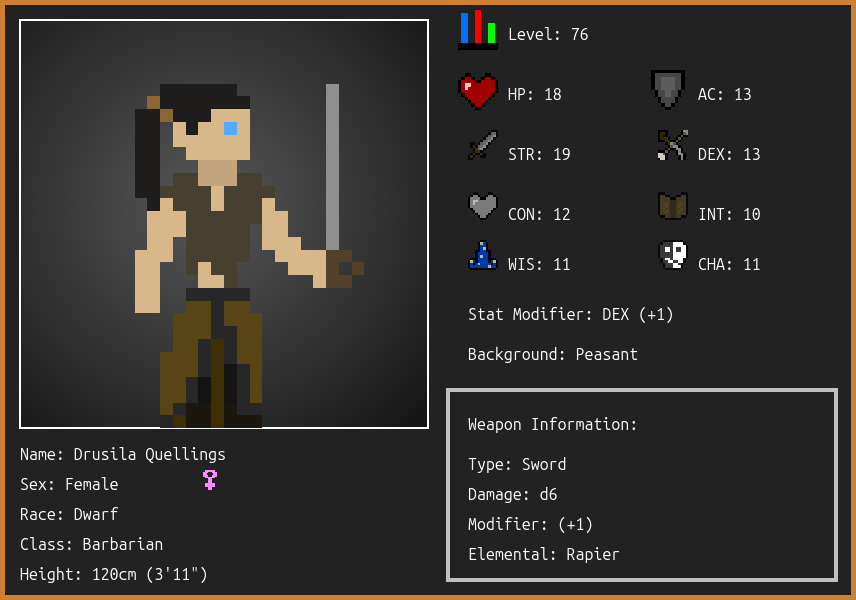 Level: 76
HP: 18
AC: 13
STR: 19
DEX: 13
CON: 12
INT: 10
WIS: 11
CHA: 11
Stat Modifier: DEX (+1)
Background: Peasant
Weapon Information:
Type: Sword
Damage: d6
Modifier: (+1)
Elemental: Rapier
Name: Drusila Quellings
Sex: Female
Race: Dwarf
Class: Barbarian
Height: 120cm (3'11")